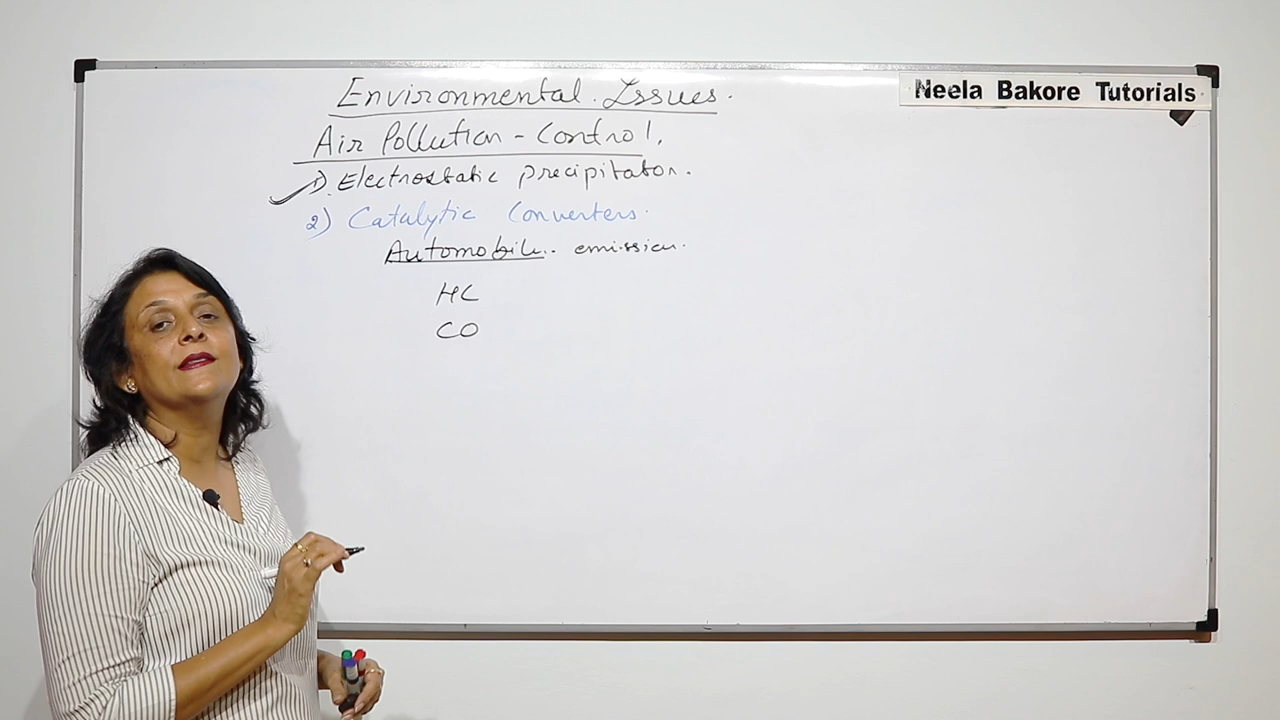 Environmental Issues.
Neela Bakore Tutorials
Air Pollution - Control.
1) Electrostatic precipitator.
2) Catalytic Converters.
Automobile.. emission.
HC
CO